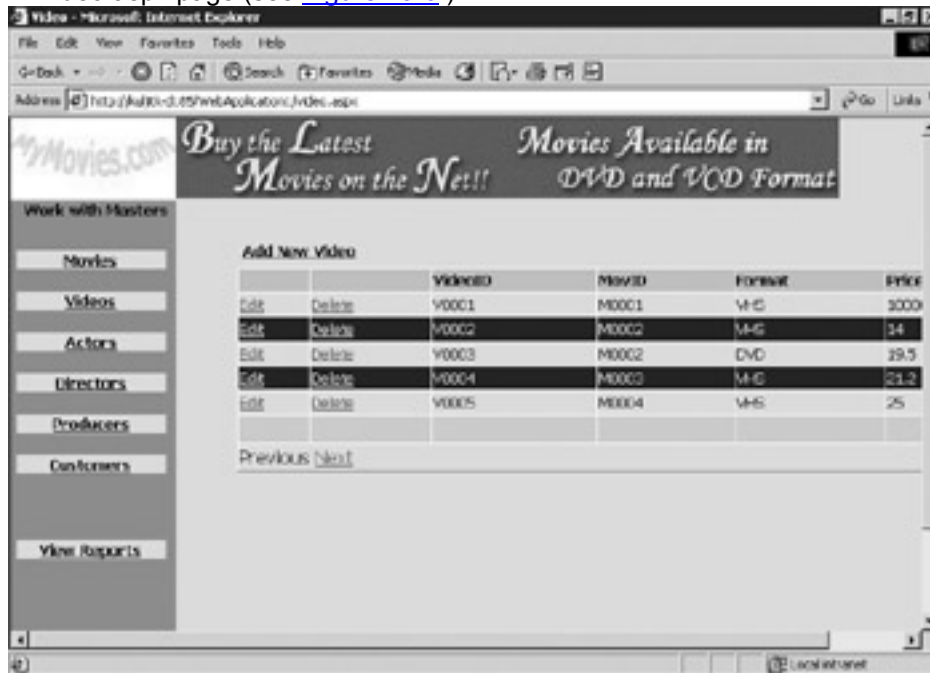 Video - Microsoft Internet Explorer
File Edit View Favorites Tools Help
Back Search Favorites Media
Address Go Links
MyMovies.com
Buy the Latest
Movies on the Net!!
Movies Available in
DVD and VCD Format
Work with Masters
Movies
Videos
Actors
Directors
Producers
Customers
View Reports
Add New Video
VideoID MovID Format Price
Edit Delete V0001 M0001 VHS
Edit Delete V0002 M0002 VHS 14
Edit Delete V0003 M0002 DVD 19.5
Edit Delete V0004 M0003 VHS 21.2
Edit Delete V0005 M0004 VHS 25
Previous Next
Local intranet